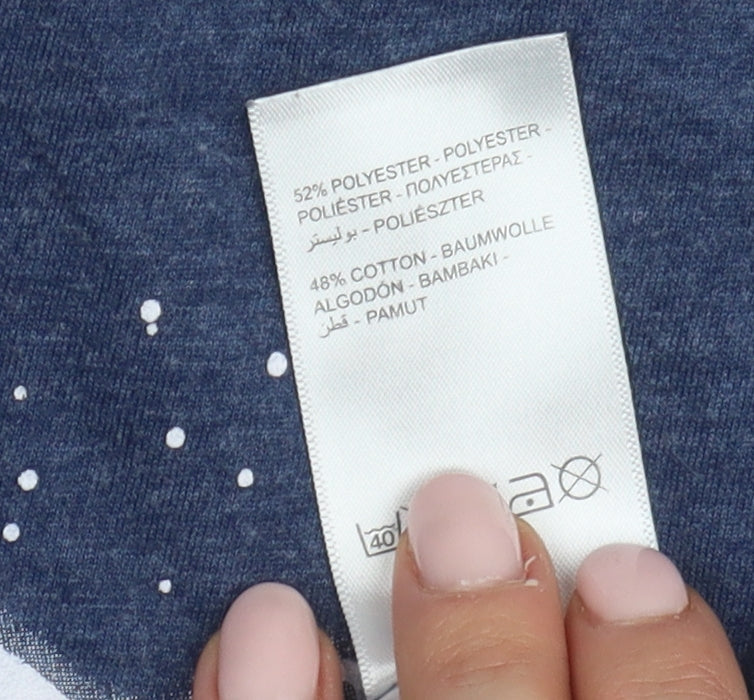 52% POLYESTER - POLYESTER -
POLIÉSTER - ΠΟΛΥΕΣΤΕΡΑΣ -
بوليستر - POLIÉSZTER
48% COTTON - BAUMWOLLE
ALGODÓN - BAMBAKI -
قطن - PAMUT
40